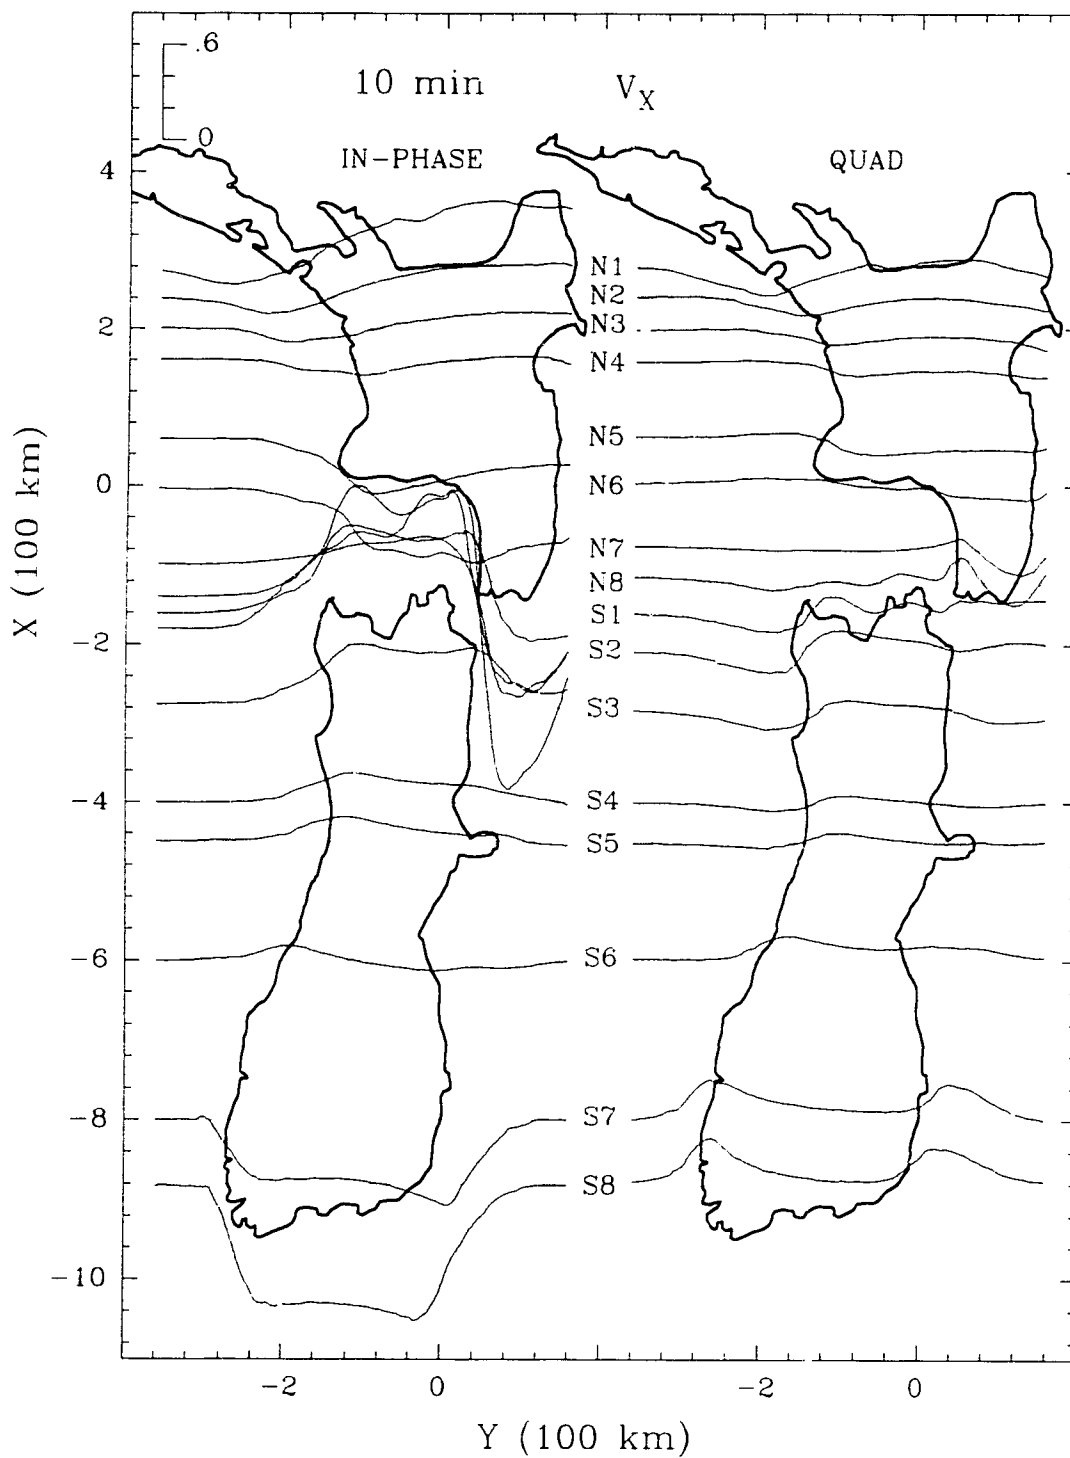 .6
10 min
V_X
0
IN-PHASE
QUAD
4
N1
N2
2
N3
N4
N5
0
N6
N7
N8
S1
-2
S2
S3
-4
S4
S5
-6
S6
-8
S7
S8
-10
X (100 km)
-2
0
-2
0
Y (100 km)